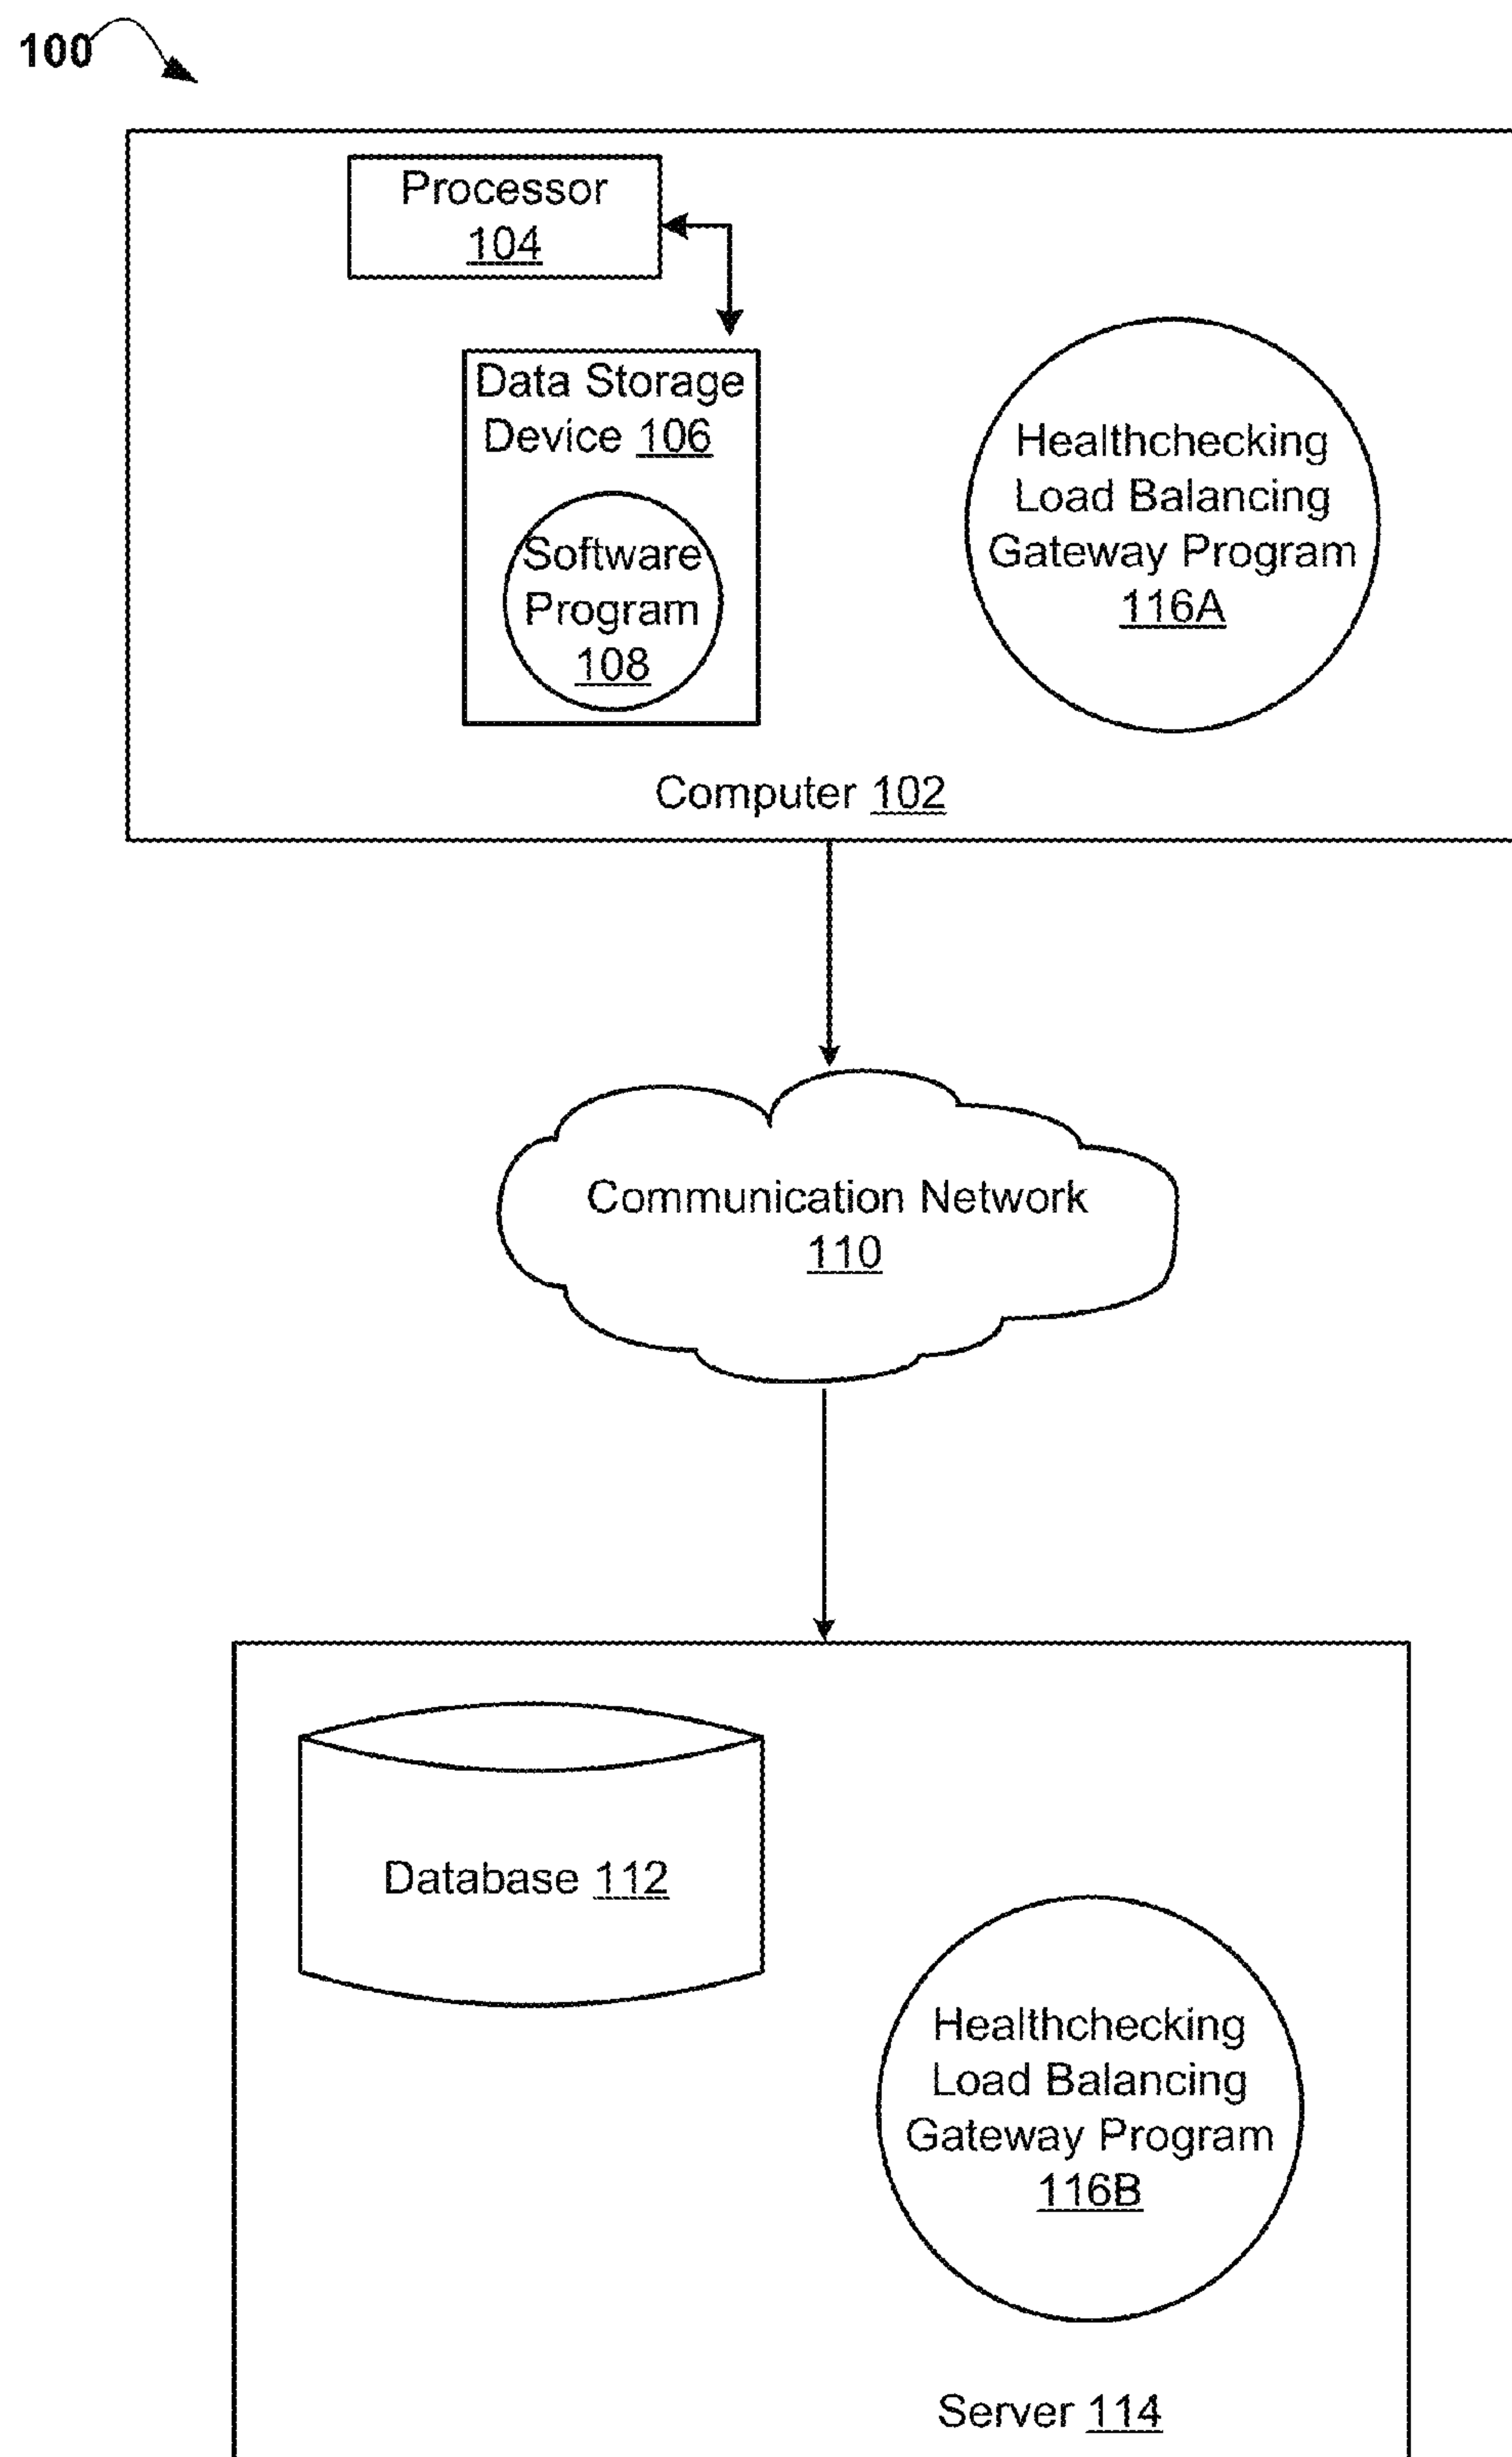 100
Processor
104
Data Storage
Device 106
Software
Program
108
Healthchecking
Load Balancing
Gateway Program
116A
Computer 102
Communication Network
110
Database 112
Healthchecking
Load Balancing
Gateway Program
116B
Server 114